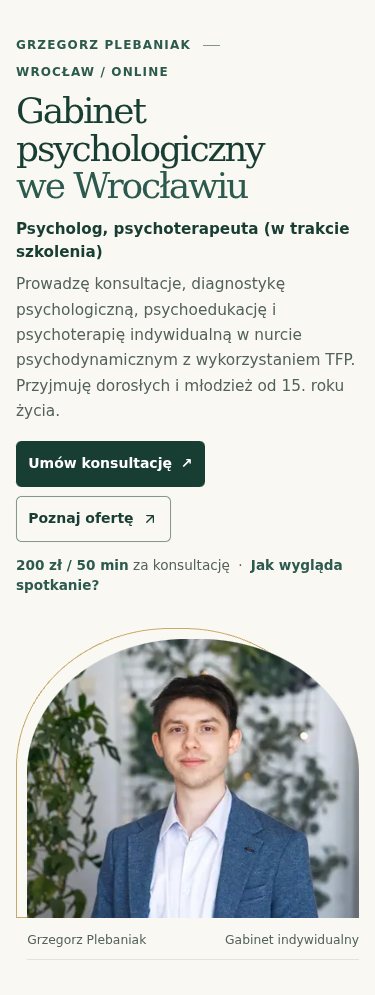 GRZEGORZ PLEBANIAK —
WROCŁAW / ONLINE
Gabinet
psychologiczny
we Wrocławiu
Psycholog, psychoterapeuta (w trakcie
szkolenia)
Prowadzę konsultacje, diagnostykę
psychologiczną, psychoedukację i
psychoterapię indywidualną w nurcie
psychodynamicznym z wykorzystaniem TFP.
Przyjmuję dorosłych i młodzież od 15. roku
życia.
Umów konsultację ↗
Poznaj ofertę ↗
200 zł / 50 min za konsultację · Jak wygląda
spotkanie?
Grzegorz Plebaniak Gabinet indywidualny